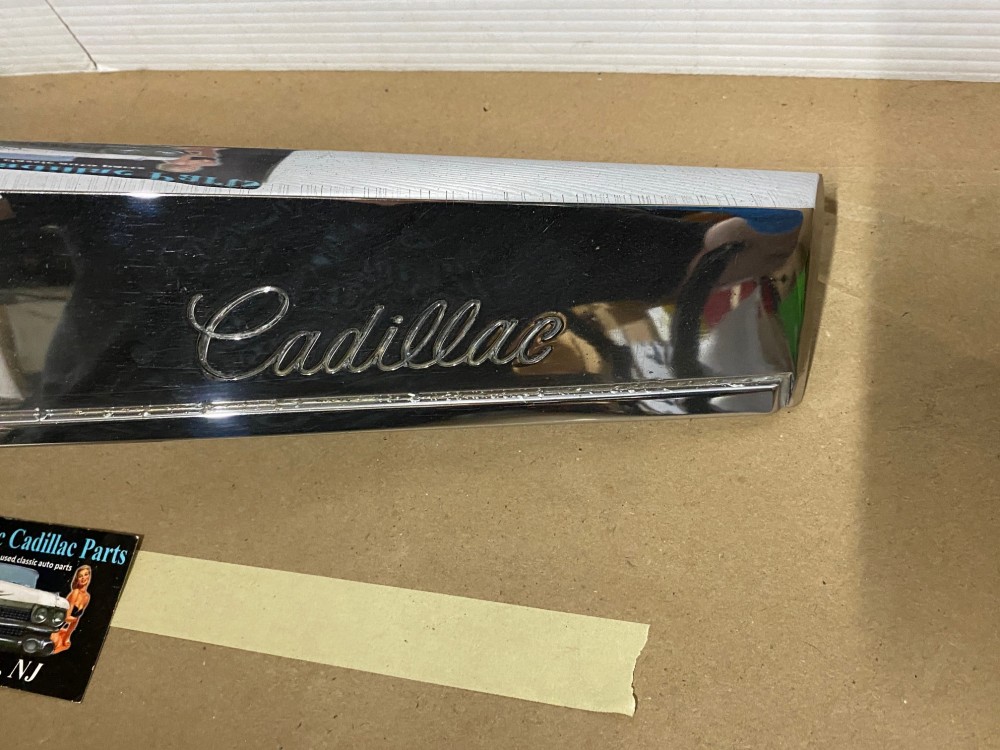 Cadillac
c Cadillac Parts
used classic auto parts
, NJ